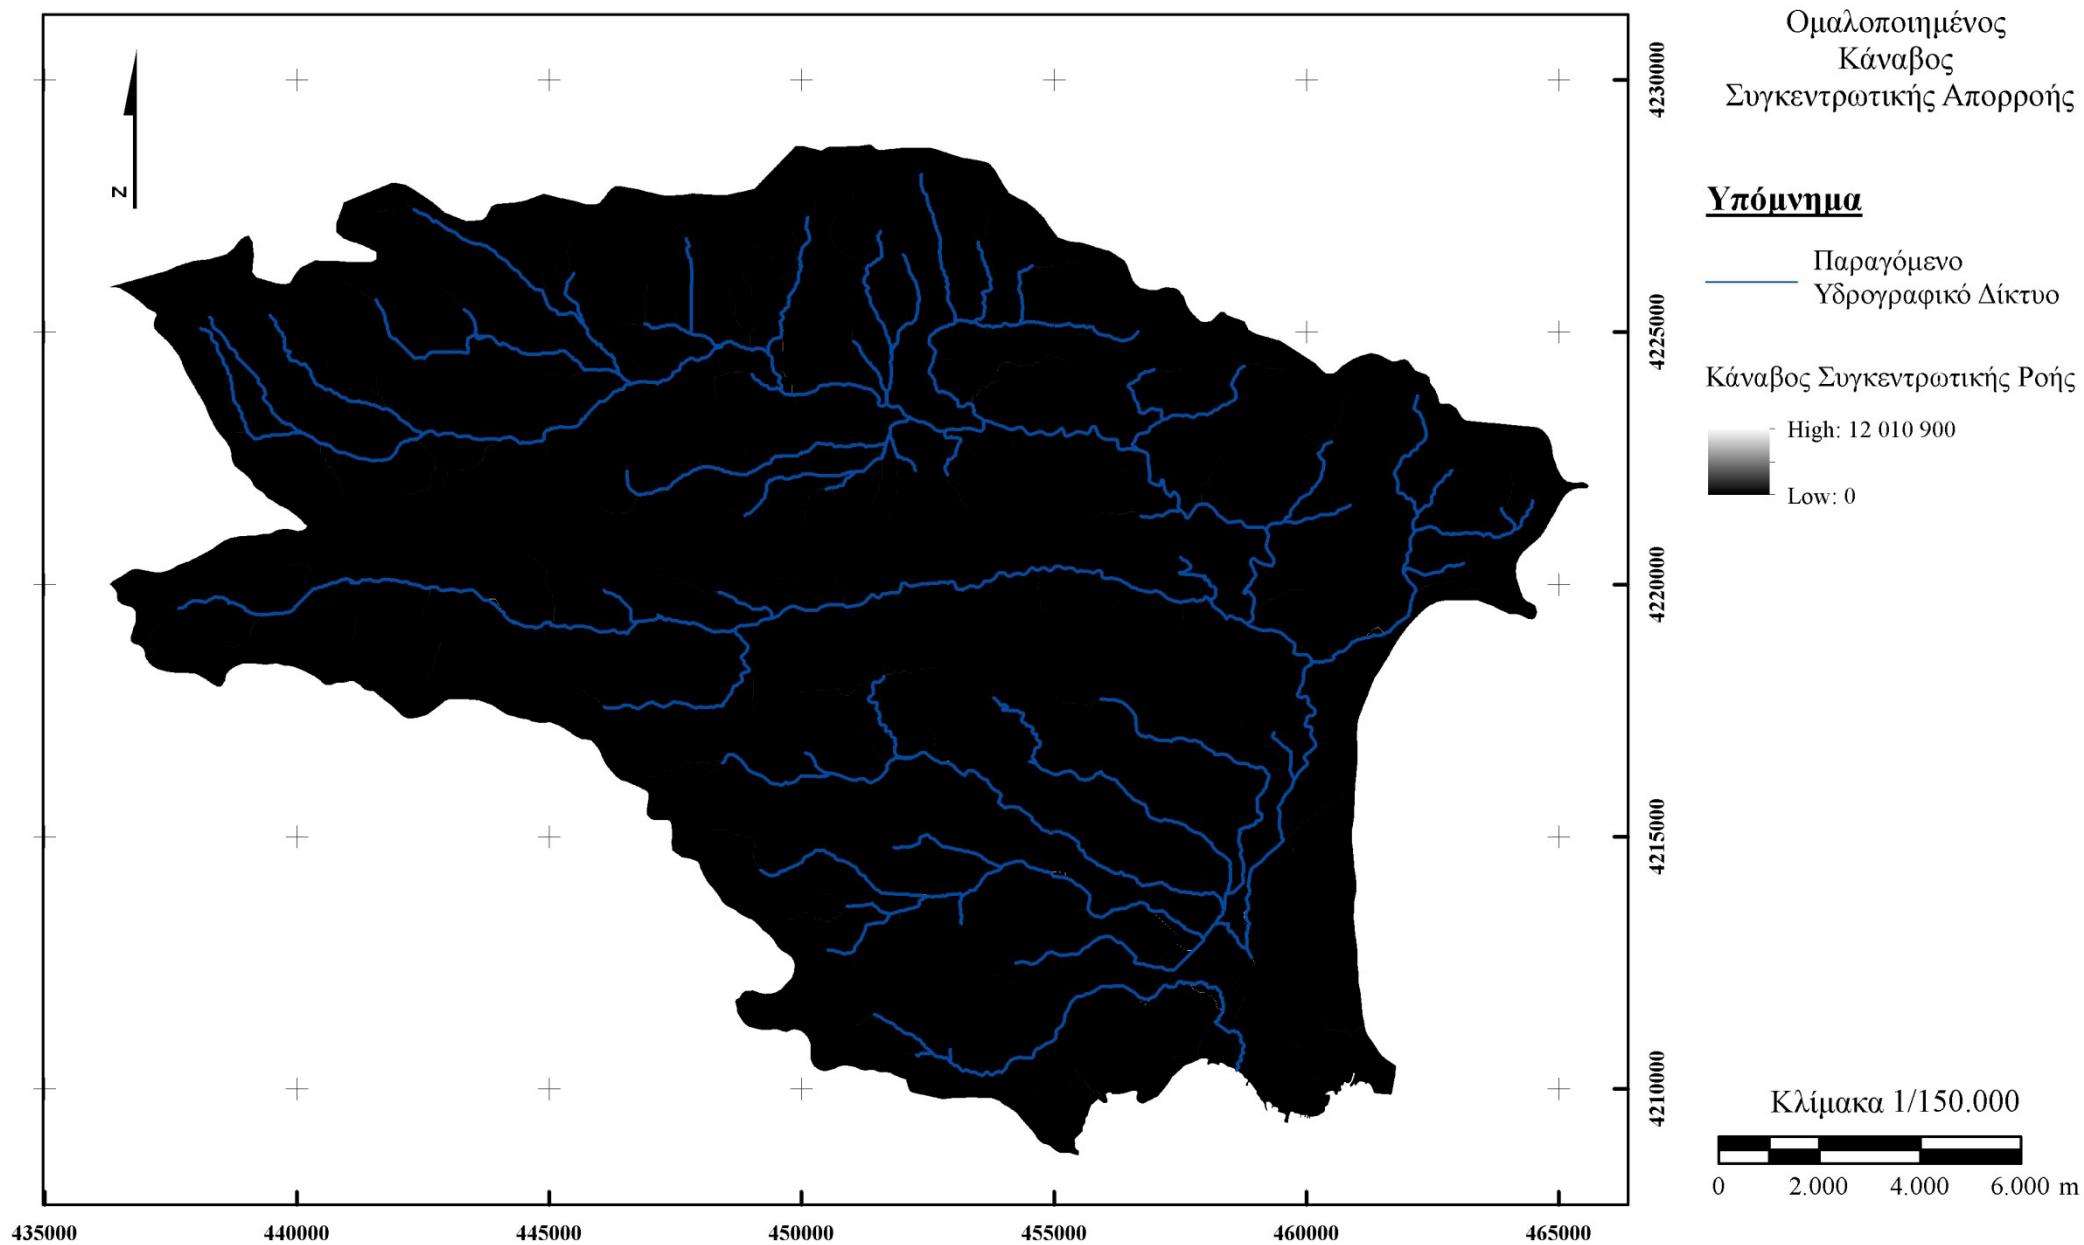 Ομαλοποιημένος
Κάναβος
Συγκεντρωτικής Απορροής
Υπόμνημα
Παραγόμενο
Υδρογραφικό Δίκτυο
Κάναβος Συγκεντρωτικής Ροής
High: 12 010 900
Low: 0
Κλίμακα 1/150.000
0 2.000 4.000 6.000 m
N
4230000
4225000
4220000
4215000
4210000
435000 440000 445000 450000 455000 460000 465000